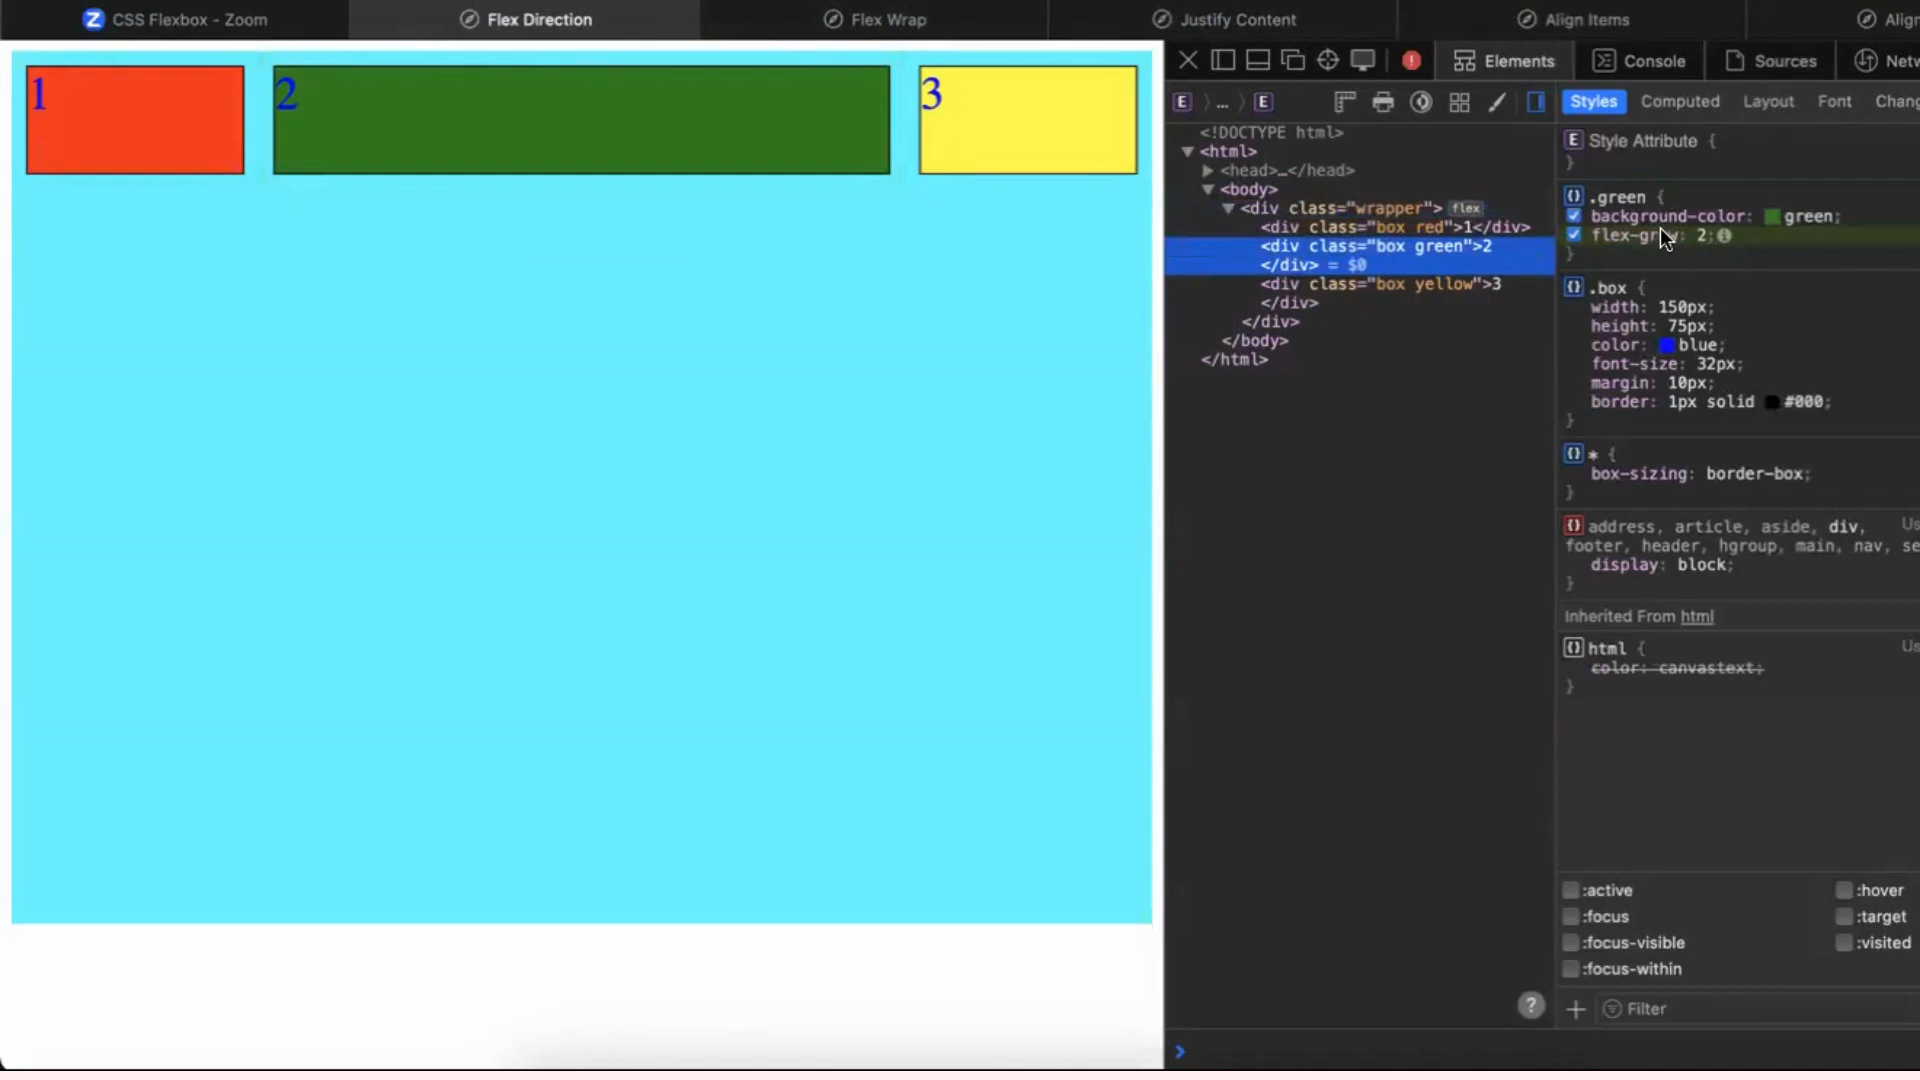 CSS Flexbox - Zoom
Flex Direction
Flex Wrap
Justify Content
Align Items
Elements
Console
Sources
E
...
E
Styles
Computed
Layout
Font
1
2
3
<!DOCTYPE html>
<html>
<head>…</head>
<body>
<div class="wrapper"> flex
<div class="box red">1</div>
<div class="box green">2
</div> = $0
<div class="box yellow">3
</div>
</div>
</body>
</html>
E Style Attribute {
}
.green {
background-color: green;
: 2;
}
.box {
width: 150px;
height: 75px;
color: blue;
font-size: 32px;
margin: 10px;
border: 1px solid #000;
}
* {
box-sizing: border-box;
}
address, article, aside, div,
footer, header, hgroup, main, nav,
display: block;
}
Inherited From html
html {
color: canvastext;
}
:active
:hover
:focus
:target
:focus-visible
:visited
:focus-within
?
+
Filter
>